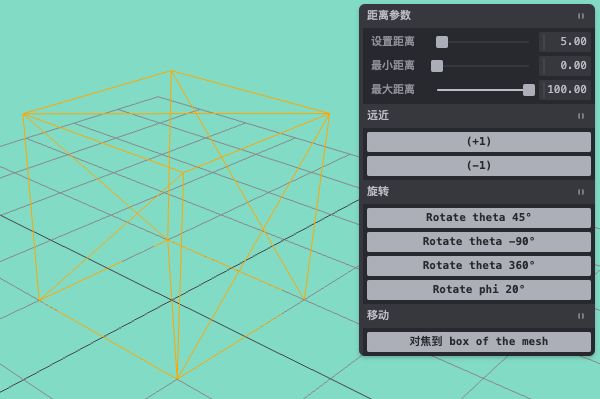 距离参数
设置距离 5.00
最小距离 0.00
最大距离 100.00
远近
(+1)
(−1)
旋转
Rotate theta 45°
Rotate theta −90°
Rotate theta 360°
Rotate phi 20°
移动
对焦到 box of the mesh